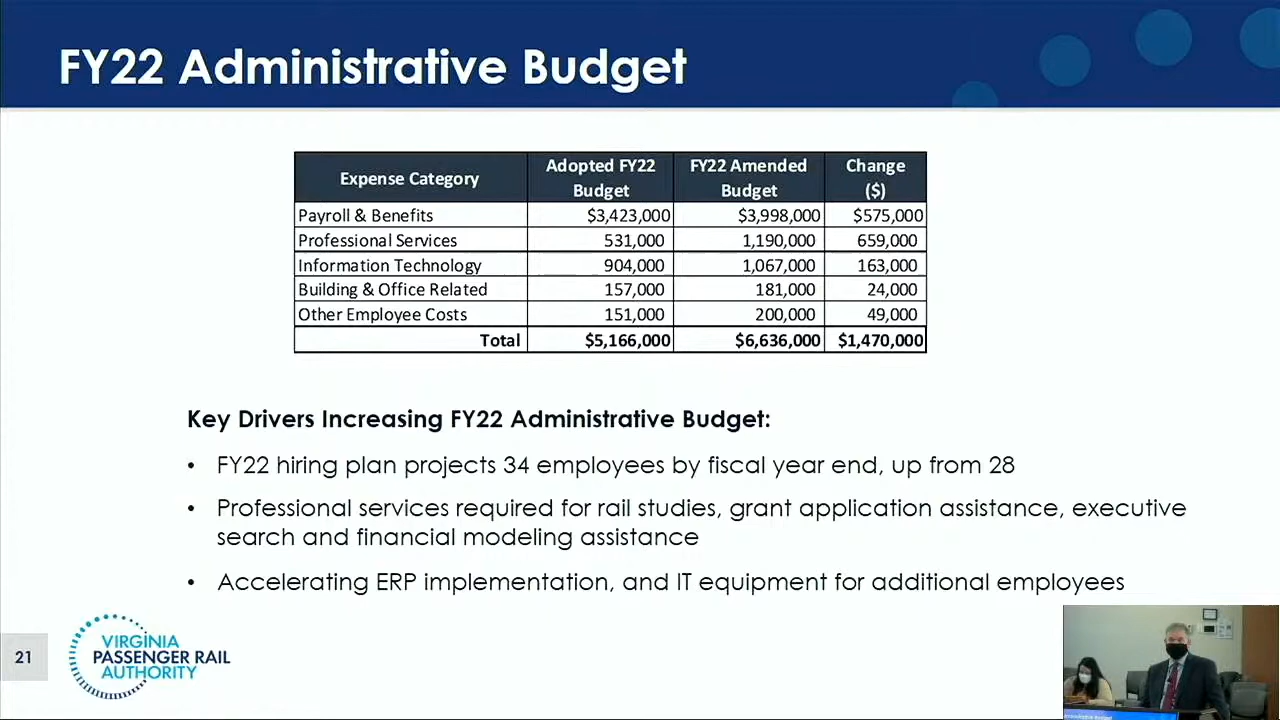 FY22 Administrative Budget
Expense Category Adopted FY22 Budget FY22 Amended Budget Change ($)
Payroll & Benefits $3,423,000 $3,998,000 $575,000
Professional Services 531,000 1,190,000 659,000
Information Technology 904,000 1,067,000 163,000
Building & Office Related 157,000 181,000 24,000
Other Employee Costs 151,000 200,000 49,000
Total $5,166,000 $6,636,000 $1,470,000
Key Drivers Increasing FY22 Administrative Budget:
• FY22 hiring plan projects 34 employees by fiscal year end, up from 28
• Professional services required for rail studies, grant application assistance, executive
search and financial modeling assistance
• Accelerating ERP implementation, and IT equipment for additional employees
21
VIRGINIA
PASSENGER RAIL
AUTHORITY
Administrative Budget